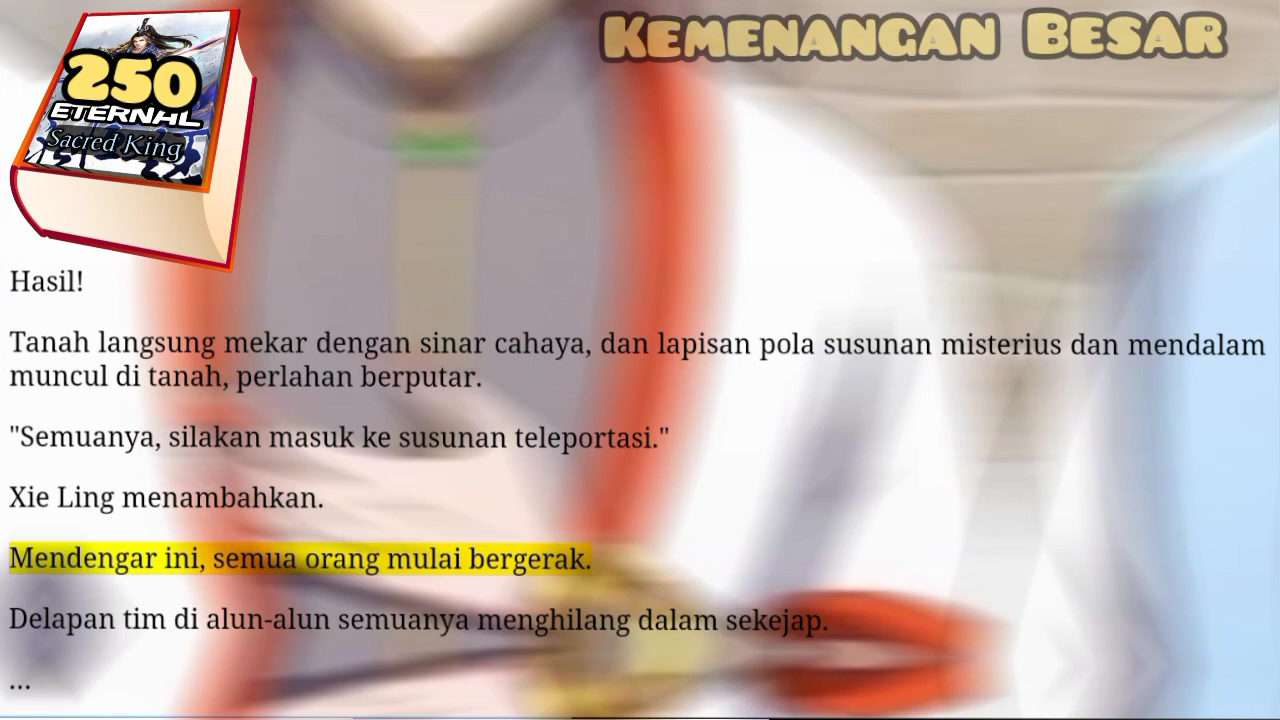 Kemenangan Besar
250
ETERNAL
Sacred King
Hasil!
Tanah langsung mekar dengan sinar cahaya, dan lapisan pola susunan misterius dan mendalam
muncul di tanah, perlahan berputar.
"Semuanya, silakan masuk ke susunan teleportasi."
Xie Ling menambahkan.
Mendengar ini, semua orang mulai bergerak.
Delapan tim di alun-alun semuanya menghilang dalam sekejap.
...